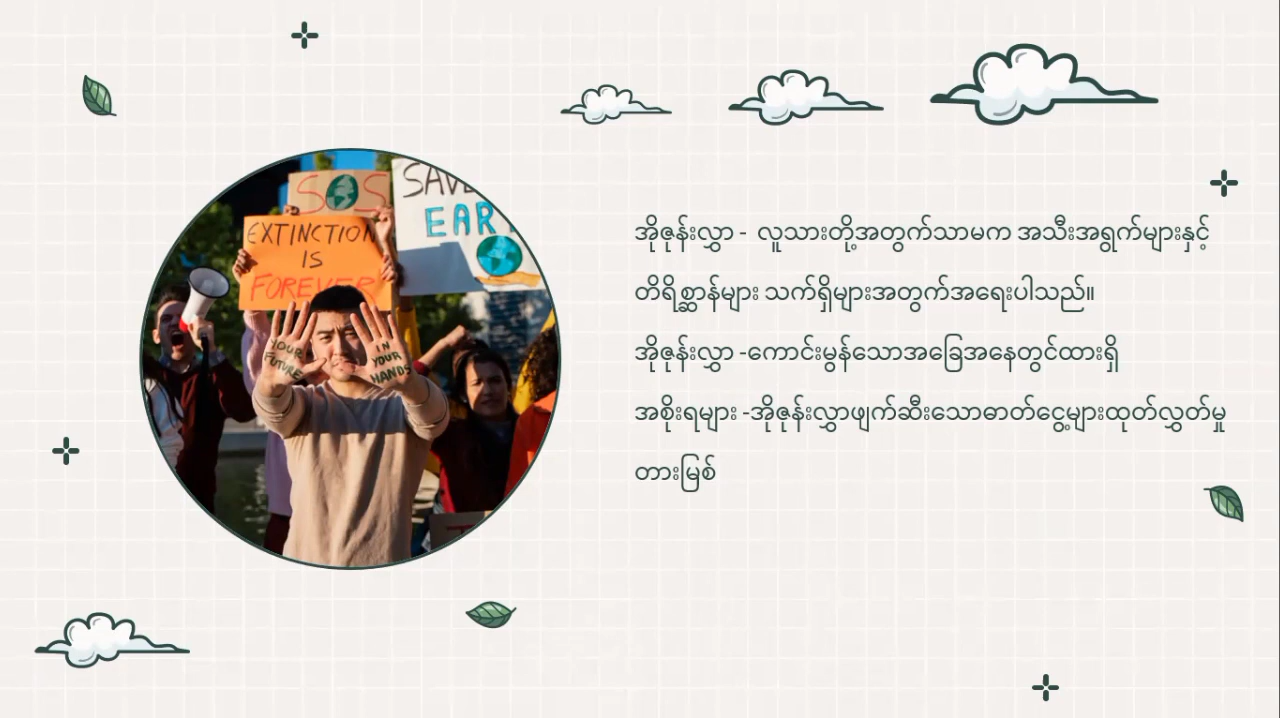 SOS
SAVE
EAR
EXTINCTION
IS
FOREVER
YOUR
FUTURE
IN
YOUR
HANDS
အိုဇုန်းလွှာ - လူသားတို့အတွက်သာမက အသီးအရွက်များနှင့်
တိရိစ္ဆာန်များ သက်ရှိများအတွက်အရေးပါသည်။
အိုဇုန်းလွှာ -ကောင်းမွန်သောအခြေအနေတွင်ထားရှိ
အစိုးရများ -အိုဇုန်းလွှာဖျက်ဆီးသောဓာတ်ငွေ့များထုတ်လွှတ်မှု
တားမြစ်